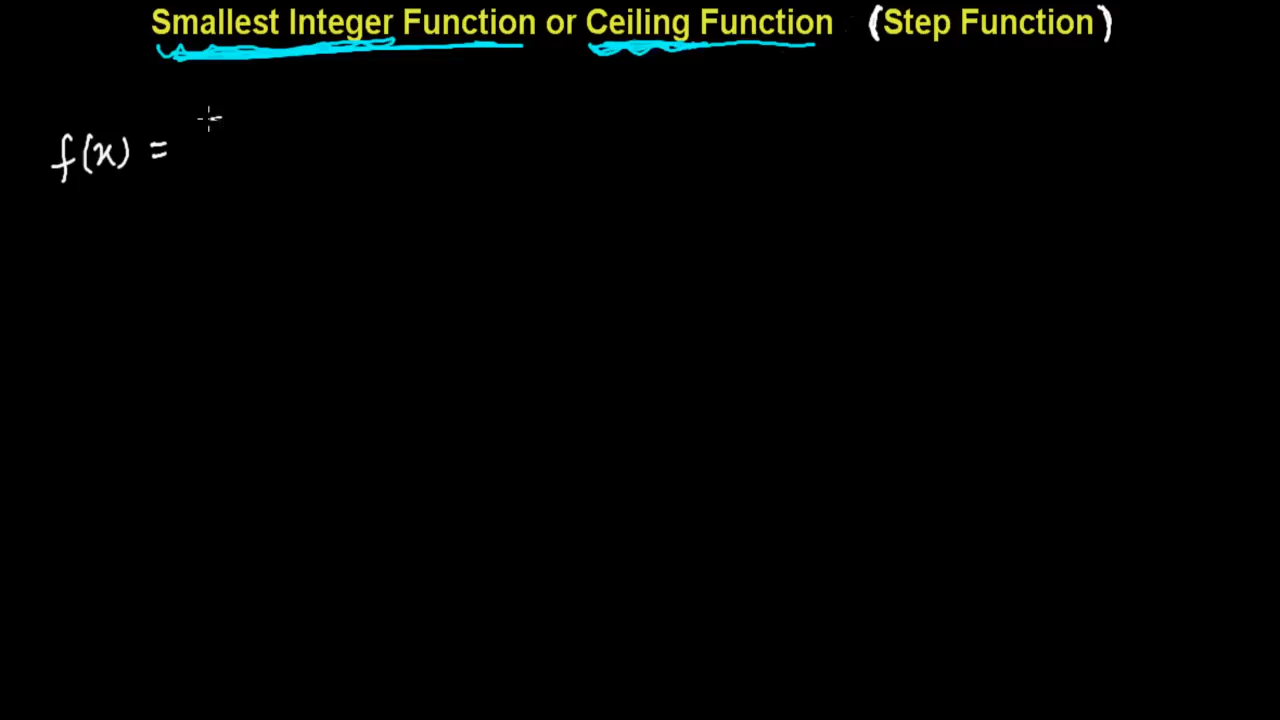 Smallest Integer Function or Ceiling Function (Step Function)
f(x) =